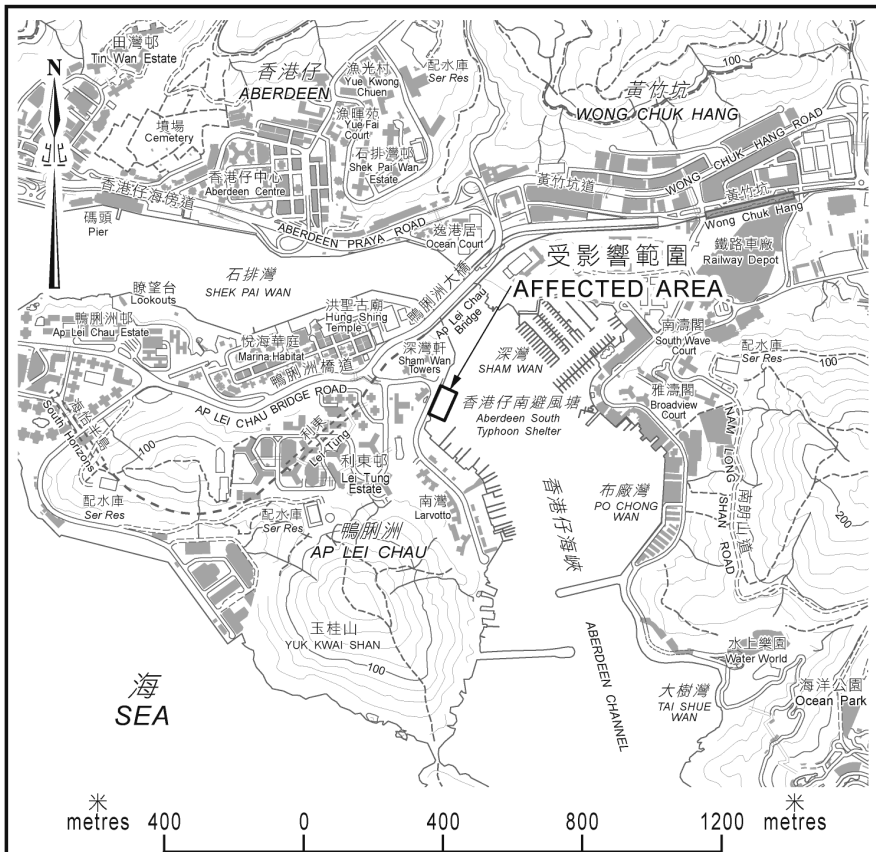 田灣邨
Tin Wan Estate
香港仔
ABERDEEN
漁光村
Yue Kwong
Chuen
配水庫
Ser Res
100
黃竹坑
WONG CHUK HANG
N
墳場
Cemetery
漁暉苑
Yue Fai
Court
石排灣邨
Shek Pai Wan
Estate
香港仔中心
Aberdeen Centre
香港仔海傍道
ABERDEEN PRAYA ROAD
碼頭
Pier
黃竹坑道
WONG CHUK HANG ROAD
黃竹坑
Wong Chuk Hang
逸港居
Ocean Court
受影響範圍
AFFECTED AREA
鐵路車廠
Railway Depot
石排灣
SHEK PAI WAN
鴨脷洲大橋
Ap Lei Chau
Bridge
瞭望台
Lookouts
鴨脷洲邨
Ap Lei Chau Estate
悅海華庭
Marina Habitat
洪聖古廟
Hung Shing
Temple
深灣軒
Sham Wan
Towers
深灣
SHAM WAN
南濤閣
South Wave
Court
配水庫
Ser Res
100
鴨脷洲橋道
AP LEI CHAU BRIDGE ROAD
香港仔南避風塘
Aberdeen South
Typhoon Shelter
雅濤閣
Broadview
Court
海怡半島
South Horizons
100
利東
Lei Tung
利東邨
Lei Tung
Estate
南朗山道
NAM LONG SHAN ROAD
200
配水庫
Ser Res
配水庫
Ser Res
南灣
Larvotto
布廠灣
PO CHONG
WAN
香港仔海峽
ABERDEEN CHANNEL
鴨脷洲
AP LEI CHAU
玉桂山
YUK KWAI SHAN
100
水上樂園
Water World
大樹灣
TAI SHUE
WAN
海洋公園
Ocean Park
海
SEA
米
metres 400 0 400 800 1200 metres
米